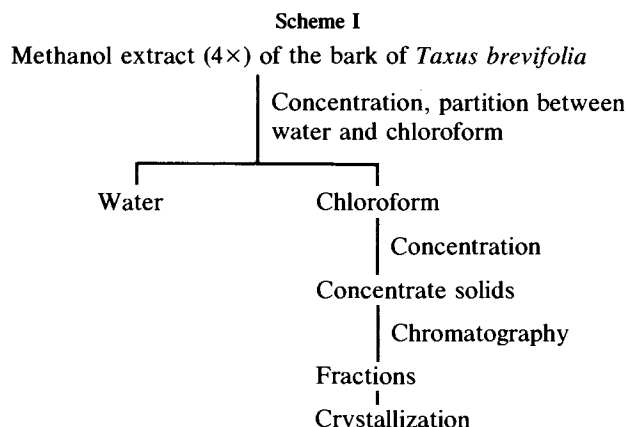 Scheme I
Methanol extract (4×) of the bark of Taxus brevifolia
Concentration, partition between
water and chloroform
Water
Chloroform
Concentration
Concentrate solids
Chromatography
Fractions
Crystallization